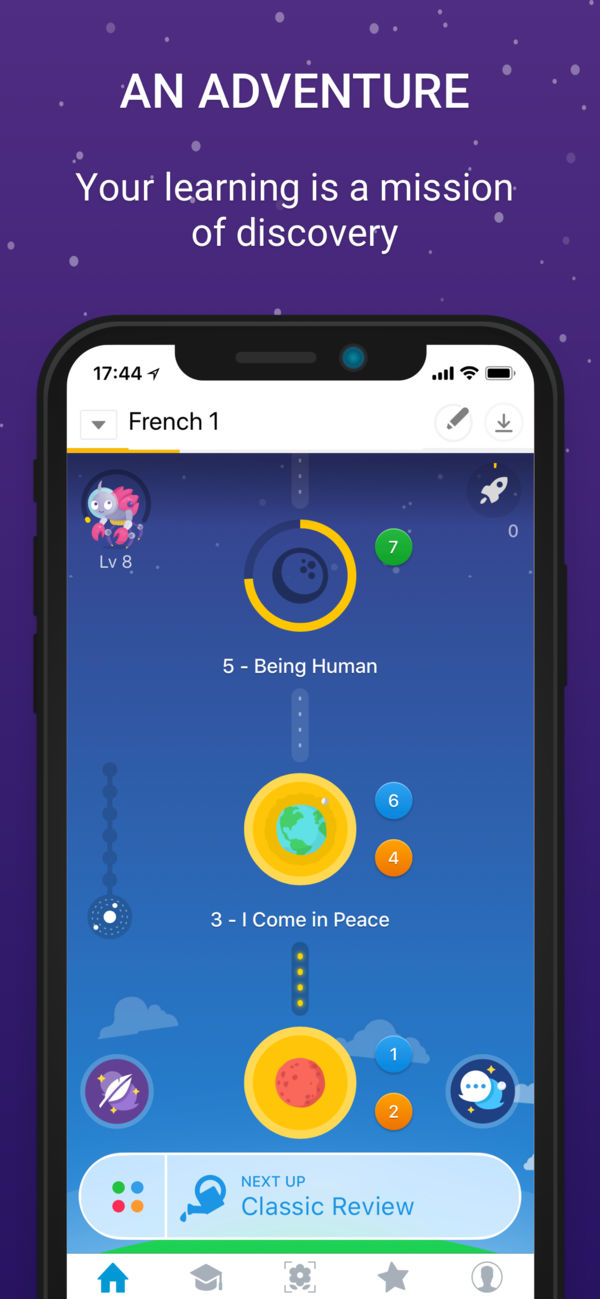 AN ADVENTURE
Your learning is a mission
of discovery
17:44
French 1
Lv 8
0
7
5 - Being Human
6
4
3 - I Come in Peace
1
2
NEXT UP
Classic Review